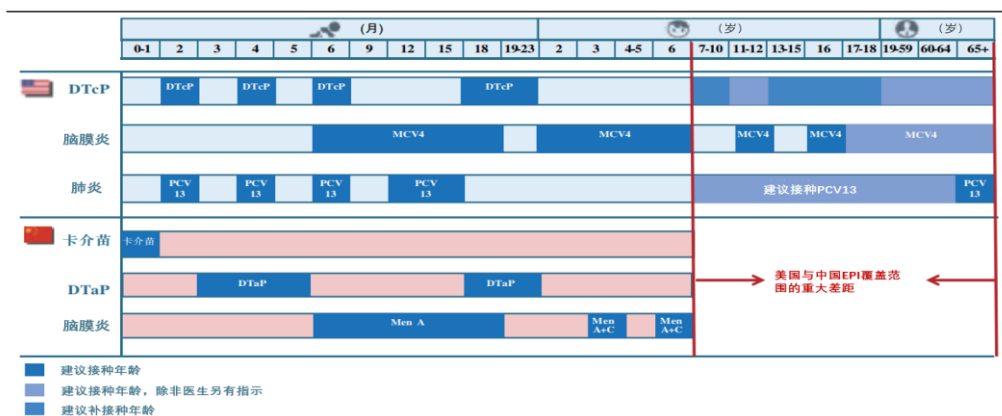 （月） （岁） （岁）
0-1 2 3 4 5 6 9 12 15 18 19-23 2 3 4-5 6 7-10 11-12 13-15 16 17-18 19-59 60-64 65+
DTcP DTcP DTcP DTcP DTcP
脑膜炎 MCV4 MCV4 MCV4 MCV4 MCV4
肺炎 PCV 13 PCV 13 PCV 13 PCV 13 建议接种PCV13 PCV 13
卡介苗 卡介苗
DTaP DTaP DTaP
美国与中国EPI覆盖范
围的重大差距
脑膜炎 Men A Men A+C Men A+C
建议接种年龄
建议接种年龄，除非医生另有指示
建议补接种年龄